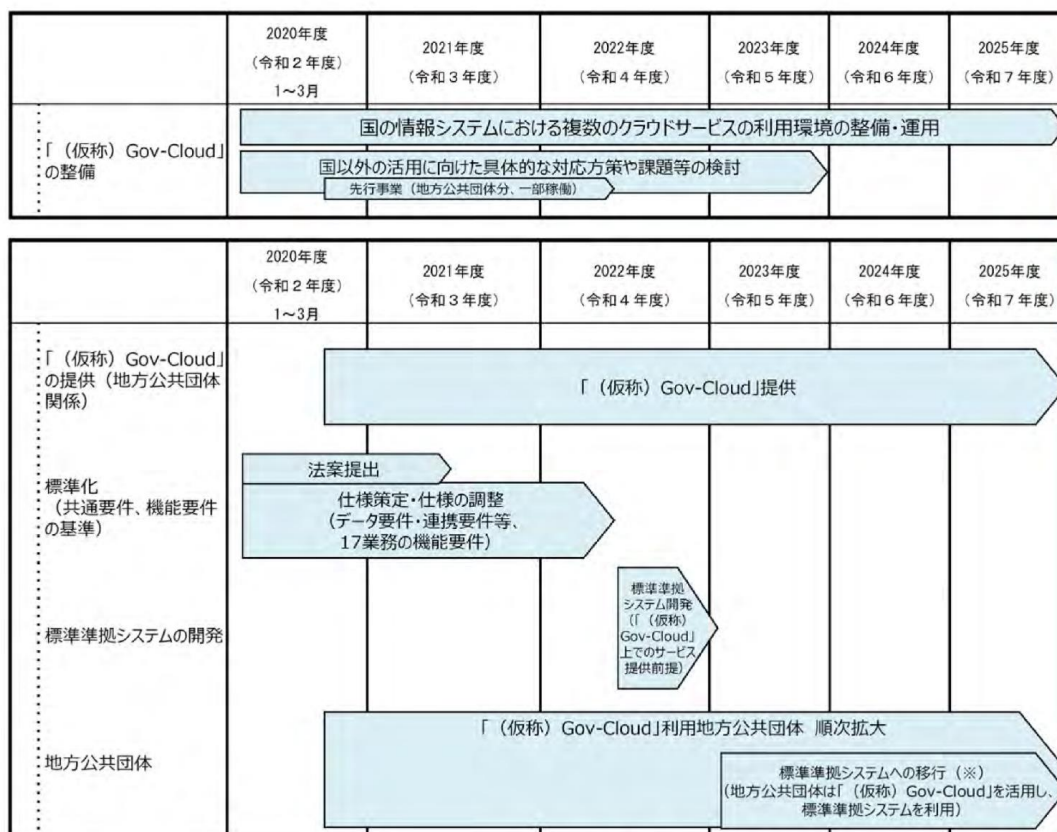 2020年度
(令和2年度)
1～3月
2021年度
(令和3年度)
2022年度
(令和4年度)
2023年度
(令和5年度)
2024年度
(令和6年度)
2025年度
(令和7年度)
「（仮称）Gov-Cloud」
の整備
国の情報システムにおける複数のクラウドサービスの利用環境の整備・運用
国以外の活用に向けた具体的な対応方策や課題等の検討
先行事業（地方公共団体分、一部稼働）
2020年度
(令和2年度)
1～3月
2021年度
(令和3年度)
2022年度
(令和4年度)
2023年度
(令和5年度)
2024年度
(令和6年度)
2025年度
(令和7年度)
「（仮称）Gov-Cloud」
の提供（地方公共団体
関係）
「（仮称）Gov-Cloud」提供
標準化
（共通要件、機能要件
の基準）
法案提出
仕様策定・仕様の調整
（データ要件・連携要件等、
17業務の機能要件）
標準準拠システムの開発
標準準拠
システム開発
(「（仮称）
Gov-Cloud」
上でのサービス
提供前提）
地方公共団体
「（仮称）Gov-Cloud」利用地方公共団体 順次拡大
標準準拠システムへの移行（※）
（地方公共団体は「（仮称）Gov-Cloud」を活用し、
標準準拠システムを利用）